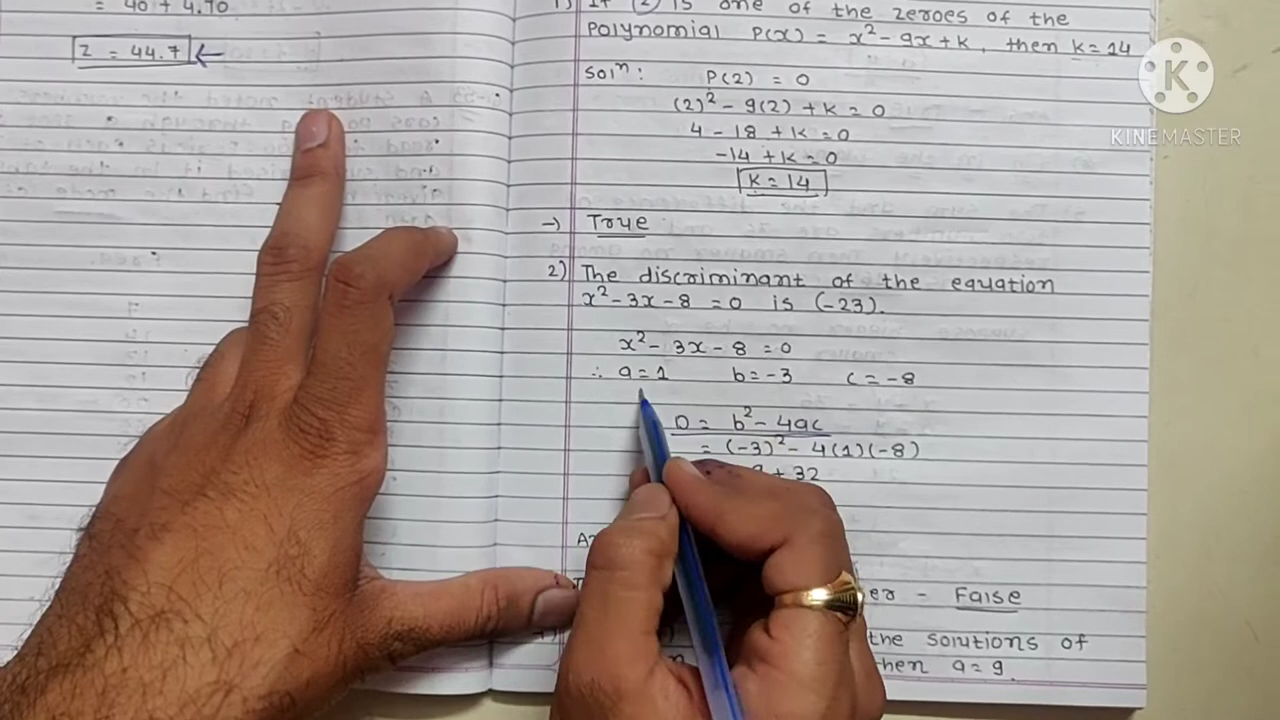 = 40 + 4.70
z = 44.7
1) If (2) is one of the zeroes of the
polynomial P(x) = x² - 9x + k, then k = 14
Solⁿ: P(2) = 0
(2)² - 9(2) + k = 0
4 - 18 + k = 0
-14 + k = 0
k = 14
→ True
2) The discriminant of the equation
x² - 3x - 8 = 0 is (-23).
x² - 3x - 8 = 0
∴ a = 1 b = -3 c = -8
D = b² - 4ac
= (-3)² - 4(1)(-8)
9 + 32
er - False
the solutions of
then a = 9.
KINEMASTER